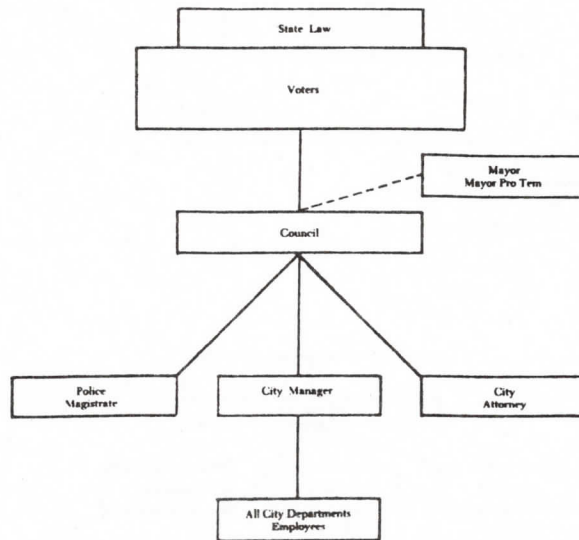 State Law
Voters
Mayor
Mayor Pro Tem
Council
Police
Magistrate
City Manager
City
Attorney
All City Departments
Employees